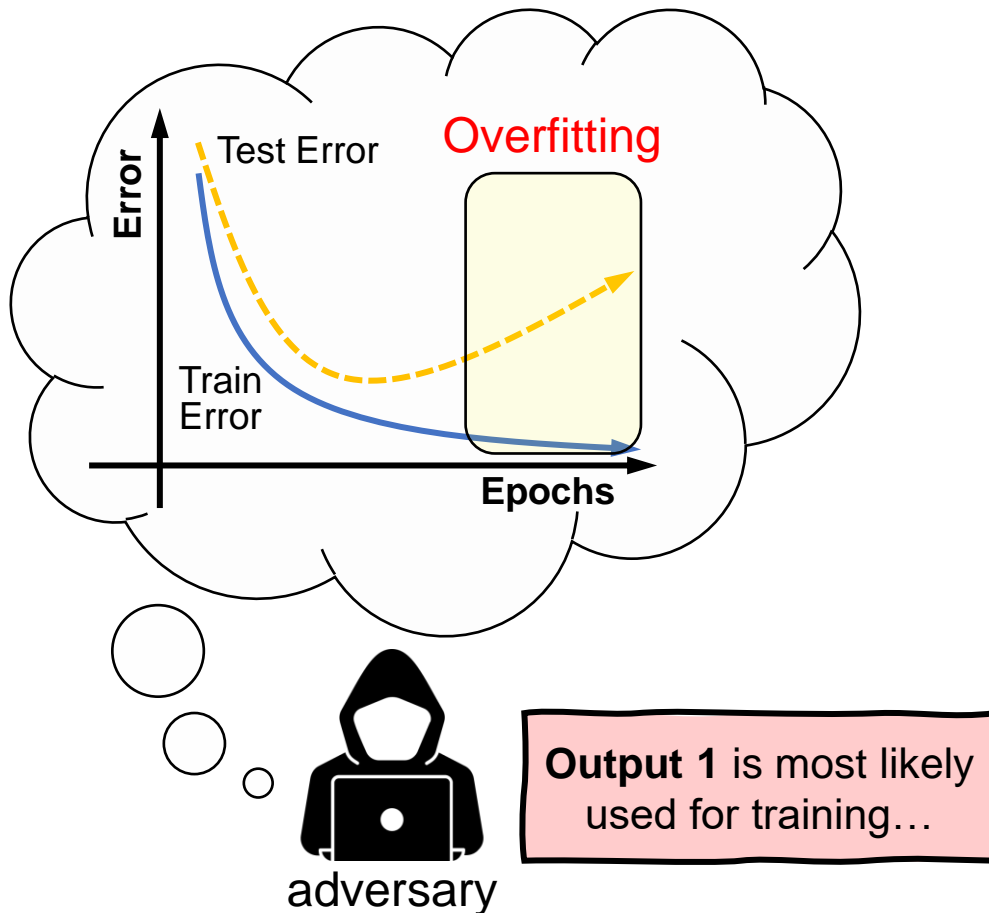 Overfitting
Test Error
Error
Train
Error
Epochs
Output 1 is most likely
used for training…
adversary